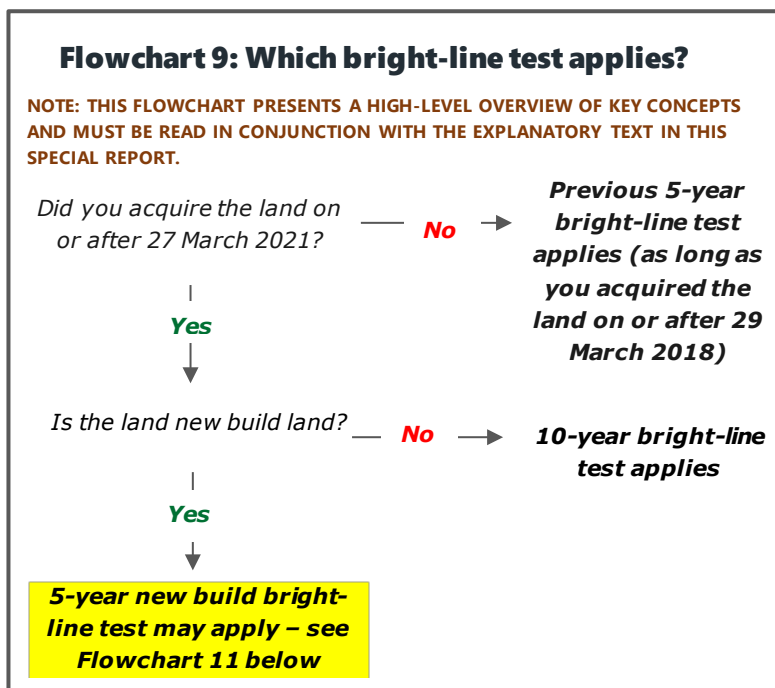 Flowchart 9: Which bright-line test applies?
NOTE: THIS FLOWCHART PRESENTS A HIGH-LEVEL OVERVIEW OF KEY CONCEPTS
AND MUST BE READ IN CONJUNCTION WITH THE EXPLANATORY TEXT IN THIS
SPECIAL REPORT.
Did you acquire the land on
or after 27 March 2021?
No
Previous 5-year
bright-line test
applies (as long as
you acquired the
land on or after 29
March 2018)
Yes
Is the land new build land?
No
10-year bright-line
test applies
Yes
5-year new build bright-
line test may apply – see
Flowchart 11 below